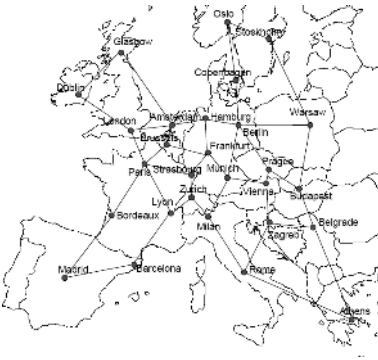 Oslo
Stockholm
Glasgow
Copenhagen
Dublin
London
Amsterdam
Hamburg
Warsaw
Berlin
Brussels
Frankfurt
Paris
Strasbourg
Munich
Prague
Zurich
Vienna
Budapest
Lyon
Bordeaux
Milan
Zagreb
Belgrade
Madrid
Barcelona
Rome
Athens